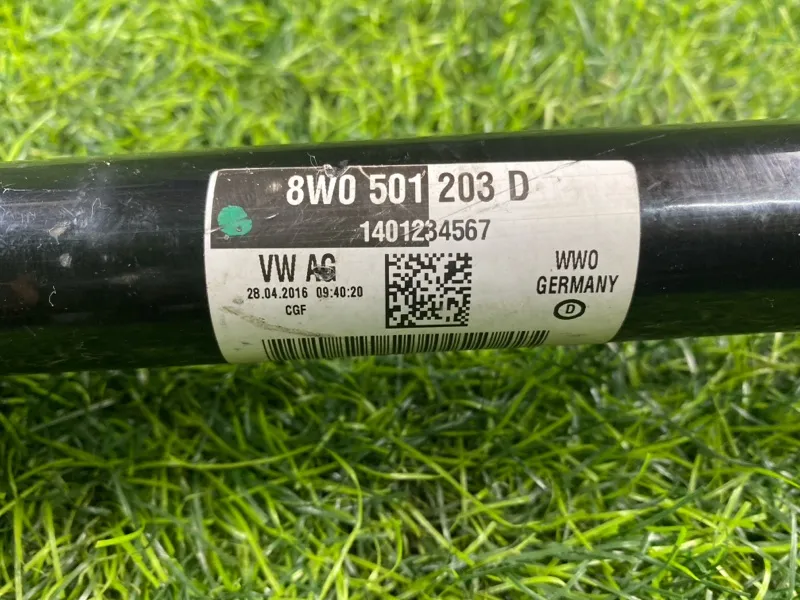 8W0 501 203 D
1401234567
VW AG
28.04.2016 09:40:20
CGF
WWO
GERMANY
D